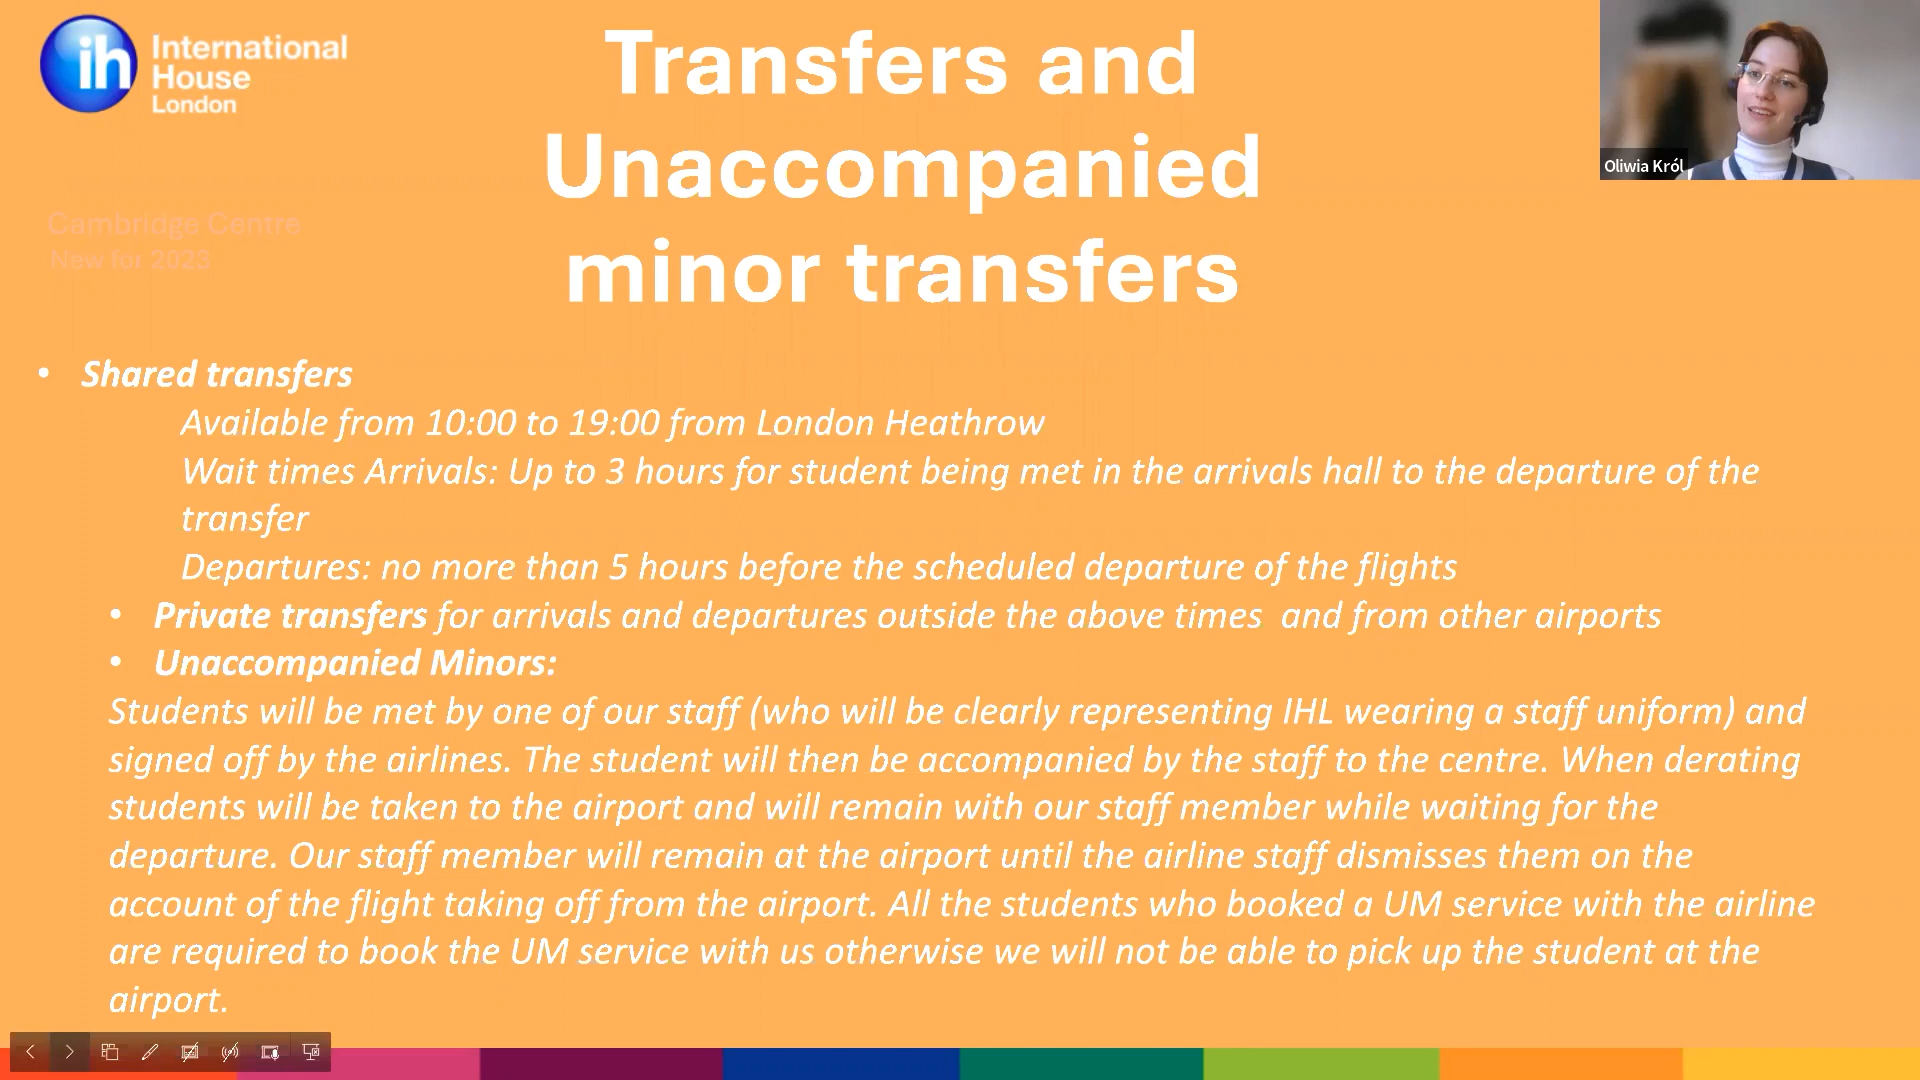 ih International
House
London
Transfers and
Unaccompanied
minor transfers
Oliwia Król
Cambridge Centre
New for 2023
• Shared transfers
Available from 10:00 to 19:00 from London Heathrow
Wait times Arrivals: Up to 3 hours for student being met in the arrivals hall to the departure of the
transfer
Departures: no more than 5 hours before the scheduled departure of the flights
• Private transfers for arrivals and departures outside the above times  and from other airports
• Unaccompanied Minors:
Students will be met by one of our staff (who will be clearly representing IHL wearing a staff uniform) and
signed off by the airlines. The student will then be accompanied by the staff to the centre. When derating
students will be taken to the airport and will remain with our staff member while waiting for the
departure. Our staff member will remain at the airport until the airline staff dismisses them on the
account of the flight taking off from the airport. All the students who booked a UM service with the airline
are required to book the UM service with us otherwise we will not be able to pick up the student at the
airport.